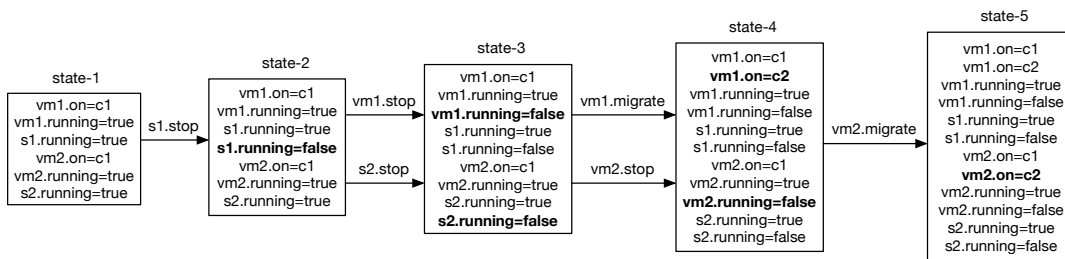 state-1
vm1.on=c1
vm1.running=true
s1.running=true
vm2.on=c1
vm2.running=true
s2.running=true
s1.stop
state-2
vm1.on=c1
vm1.running=true
s1.running=true
s1.running=false
vm2.on=c1
vm2.running=true
s2.running=true
vm1.stop
s2.stop
state-3
vm1.on=c1
vm1.running=true
vm1.running=false
s1.running=true
s1.running=false
vm2.on=c1
vm2.running=true
s2.running=true
s2.running=false
vm1.migrate
vm2.stop
state-4
vm1.on=c1
vm1.on=c2
vm1.running=true
vm1.running=false
s1.running=true
s1.running=false
vm2.on=c1
vm2.running=true
vm2.running=false
s2.running=true
s2.running=false
vm2.migrate
state-5
vm1.on=c1
vm1.on=c2
vm1.running=true
vm1.running=false
s1.running=true
s1.running=false
vm2.on=c1
vm2.on=c2
vm2.running=true
vm2.running=false
s2.running=true
s2.running=false